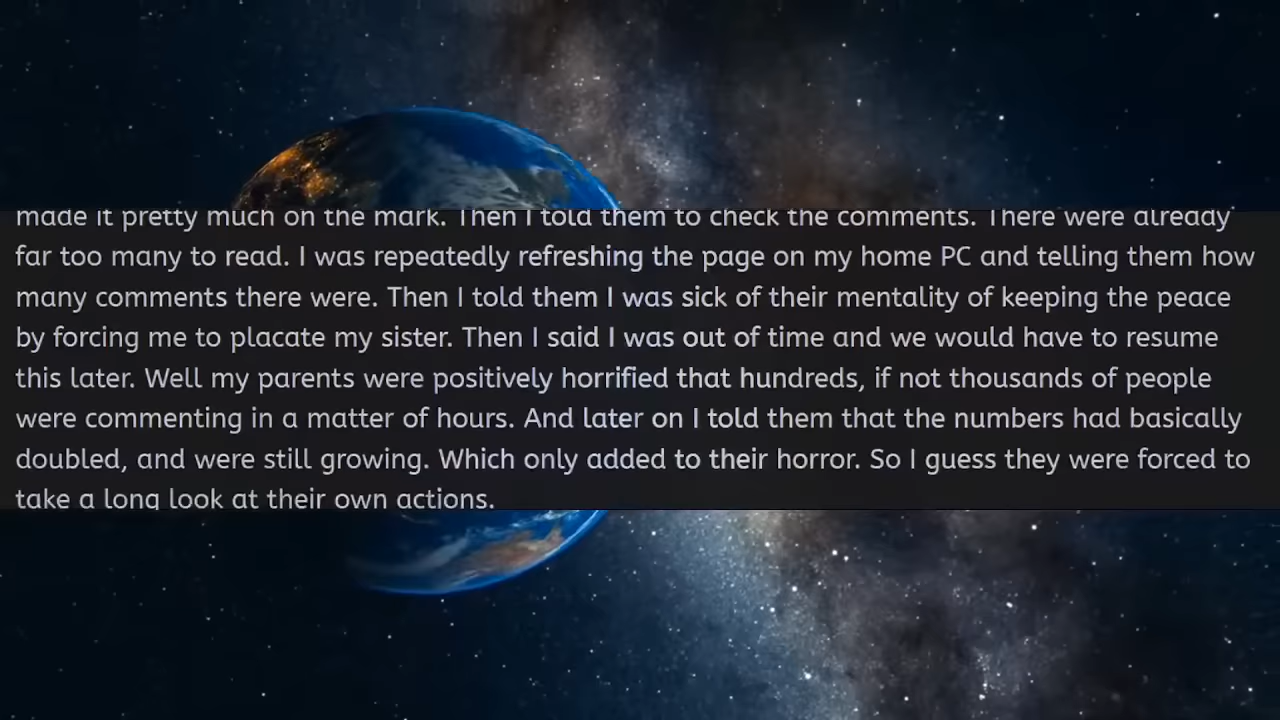 made it pretty much on the mark. Then I told them to check the comments. There were already
far too many to read. I was repeatedly refreshing the page on my home PC and telling them how
many comments there were. Then I told them I was sick of their mentality of keeping the peace
by forcing me to placate my sister. Then I said I was out of time and we would have to resume
this later. Well my parents were positively horrified that hundreds, if not thousands of people
were commenting in a matter of hours. And later on I told them that the numbers had basically
doubled, and were still growing. Which only added to their horror. So I guess they were forced to
take a long look at their own actions.